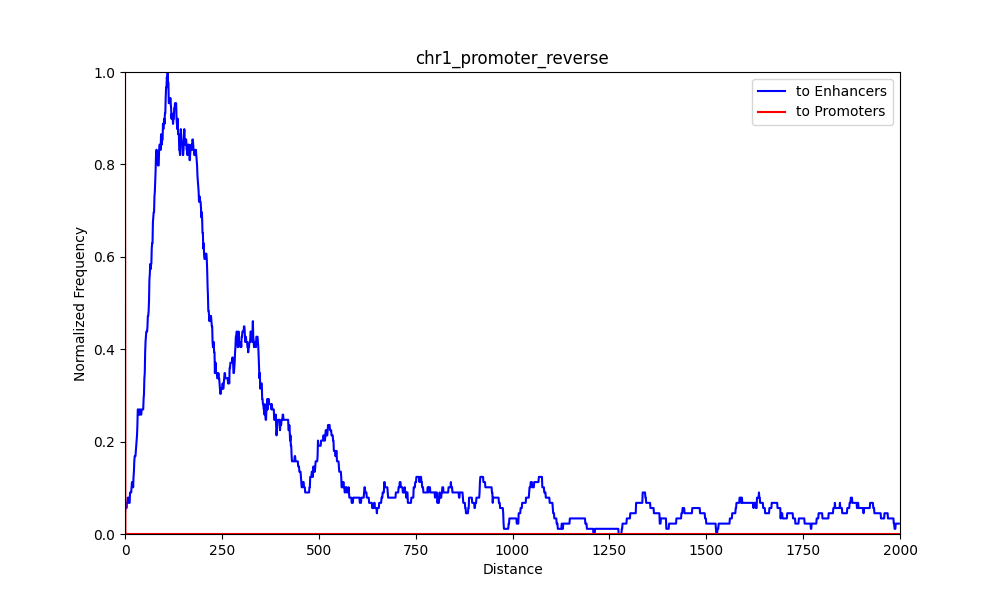 chr1_promoter_reverse
to Enhancers
to Promoters
Normalized Frequency
1.0
0.8
0.6
0.4
0.2
0.0
0 250 500 750 1000 1250 1500 1750 2000
Distance